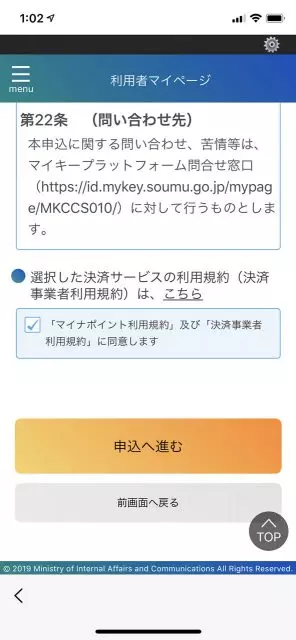 1:02
利用者マイページ
menu
第22条　（問い合わせ先）
本申込に関する問い合わせ、苦情等は、
マイキープラットフォーム問合せ窓口
（https://id.mykey.soumu.go.jp/mypag
e/MKCCS010/）に対して行うものとしま
す。
選択した決済サービスの利用規約（決済
事業者利用規約）は、こちら
「マイナポイント利用規約」及び「決済事業者
利用規約」に同意します
申込へ進む
前画面へ戻る
TOP
© 2019 Ministry of Internal Affairs and Communications All Rights Reserved.